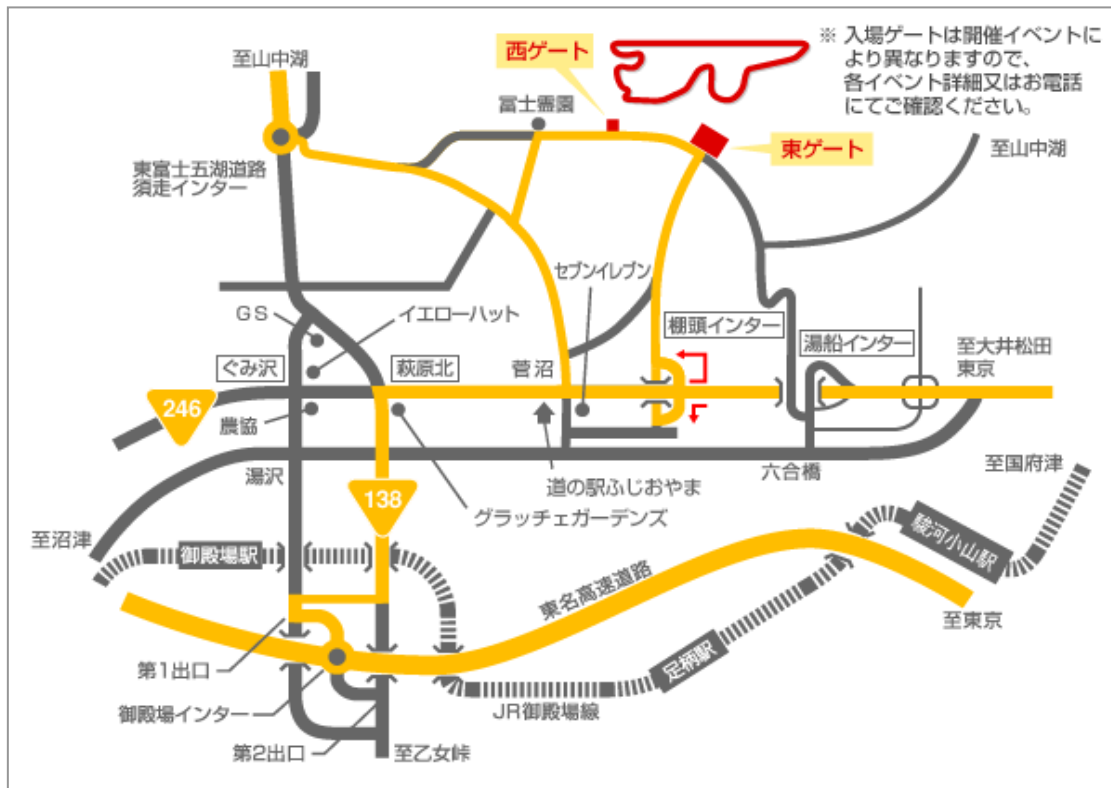 至山中湖
西ゲート
※ 入場ゲートは開催イベントに
より異なりますので、
各イベント詳細又はお電話
にてご確認ください。
冨士霊園
東ゲート
至山中湖
東富士五湖道路
須走インター
セブンイレブン
GS
イエローハット
棚頭インター
湯船インター
ぐみ沢
萩原北
菅沼
至大井松田
東京
246
農協
湯沢
道の駅ふじおやま
六合橋
至国府津
138
グラッチェガーデンズ
至沼津
御殿場駅
駿河小山駅
東名高速道路
至東京
第1出口
足柄駅
御殿場インター
JR御殿場線
第2出口
至乙女峠